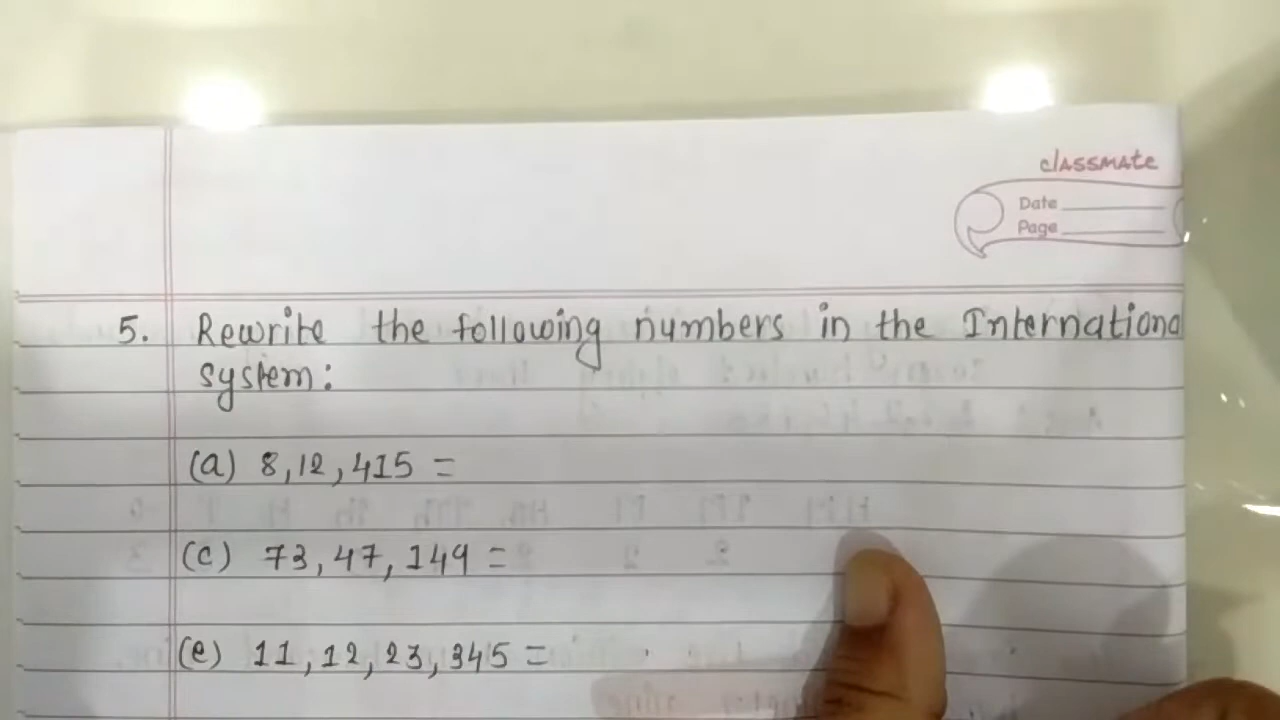 classmate
Date
Page
5. Rewrite the following numbers in the Internationa
system:
(a) 8,12,415 =
(c) 73,47,149 =
(e) 11,12,23,345 =